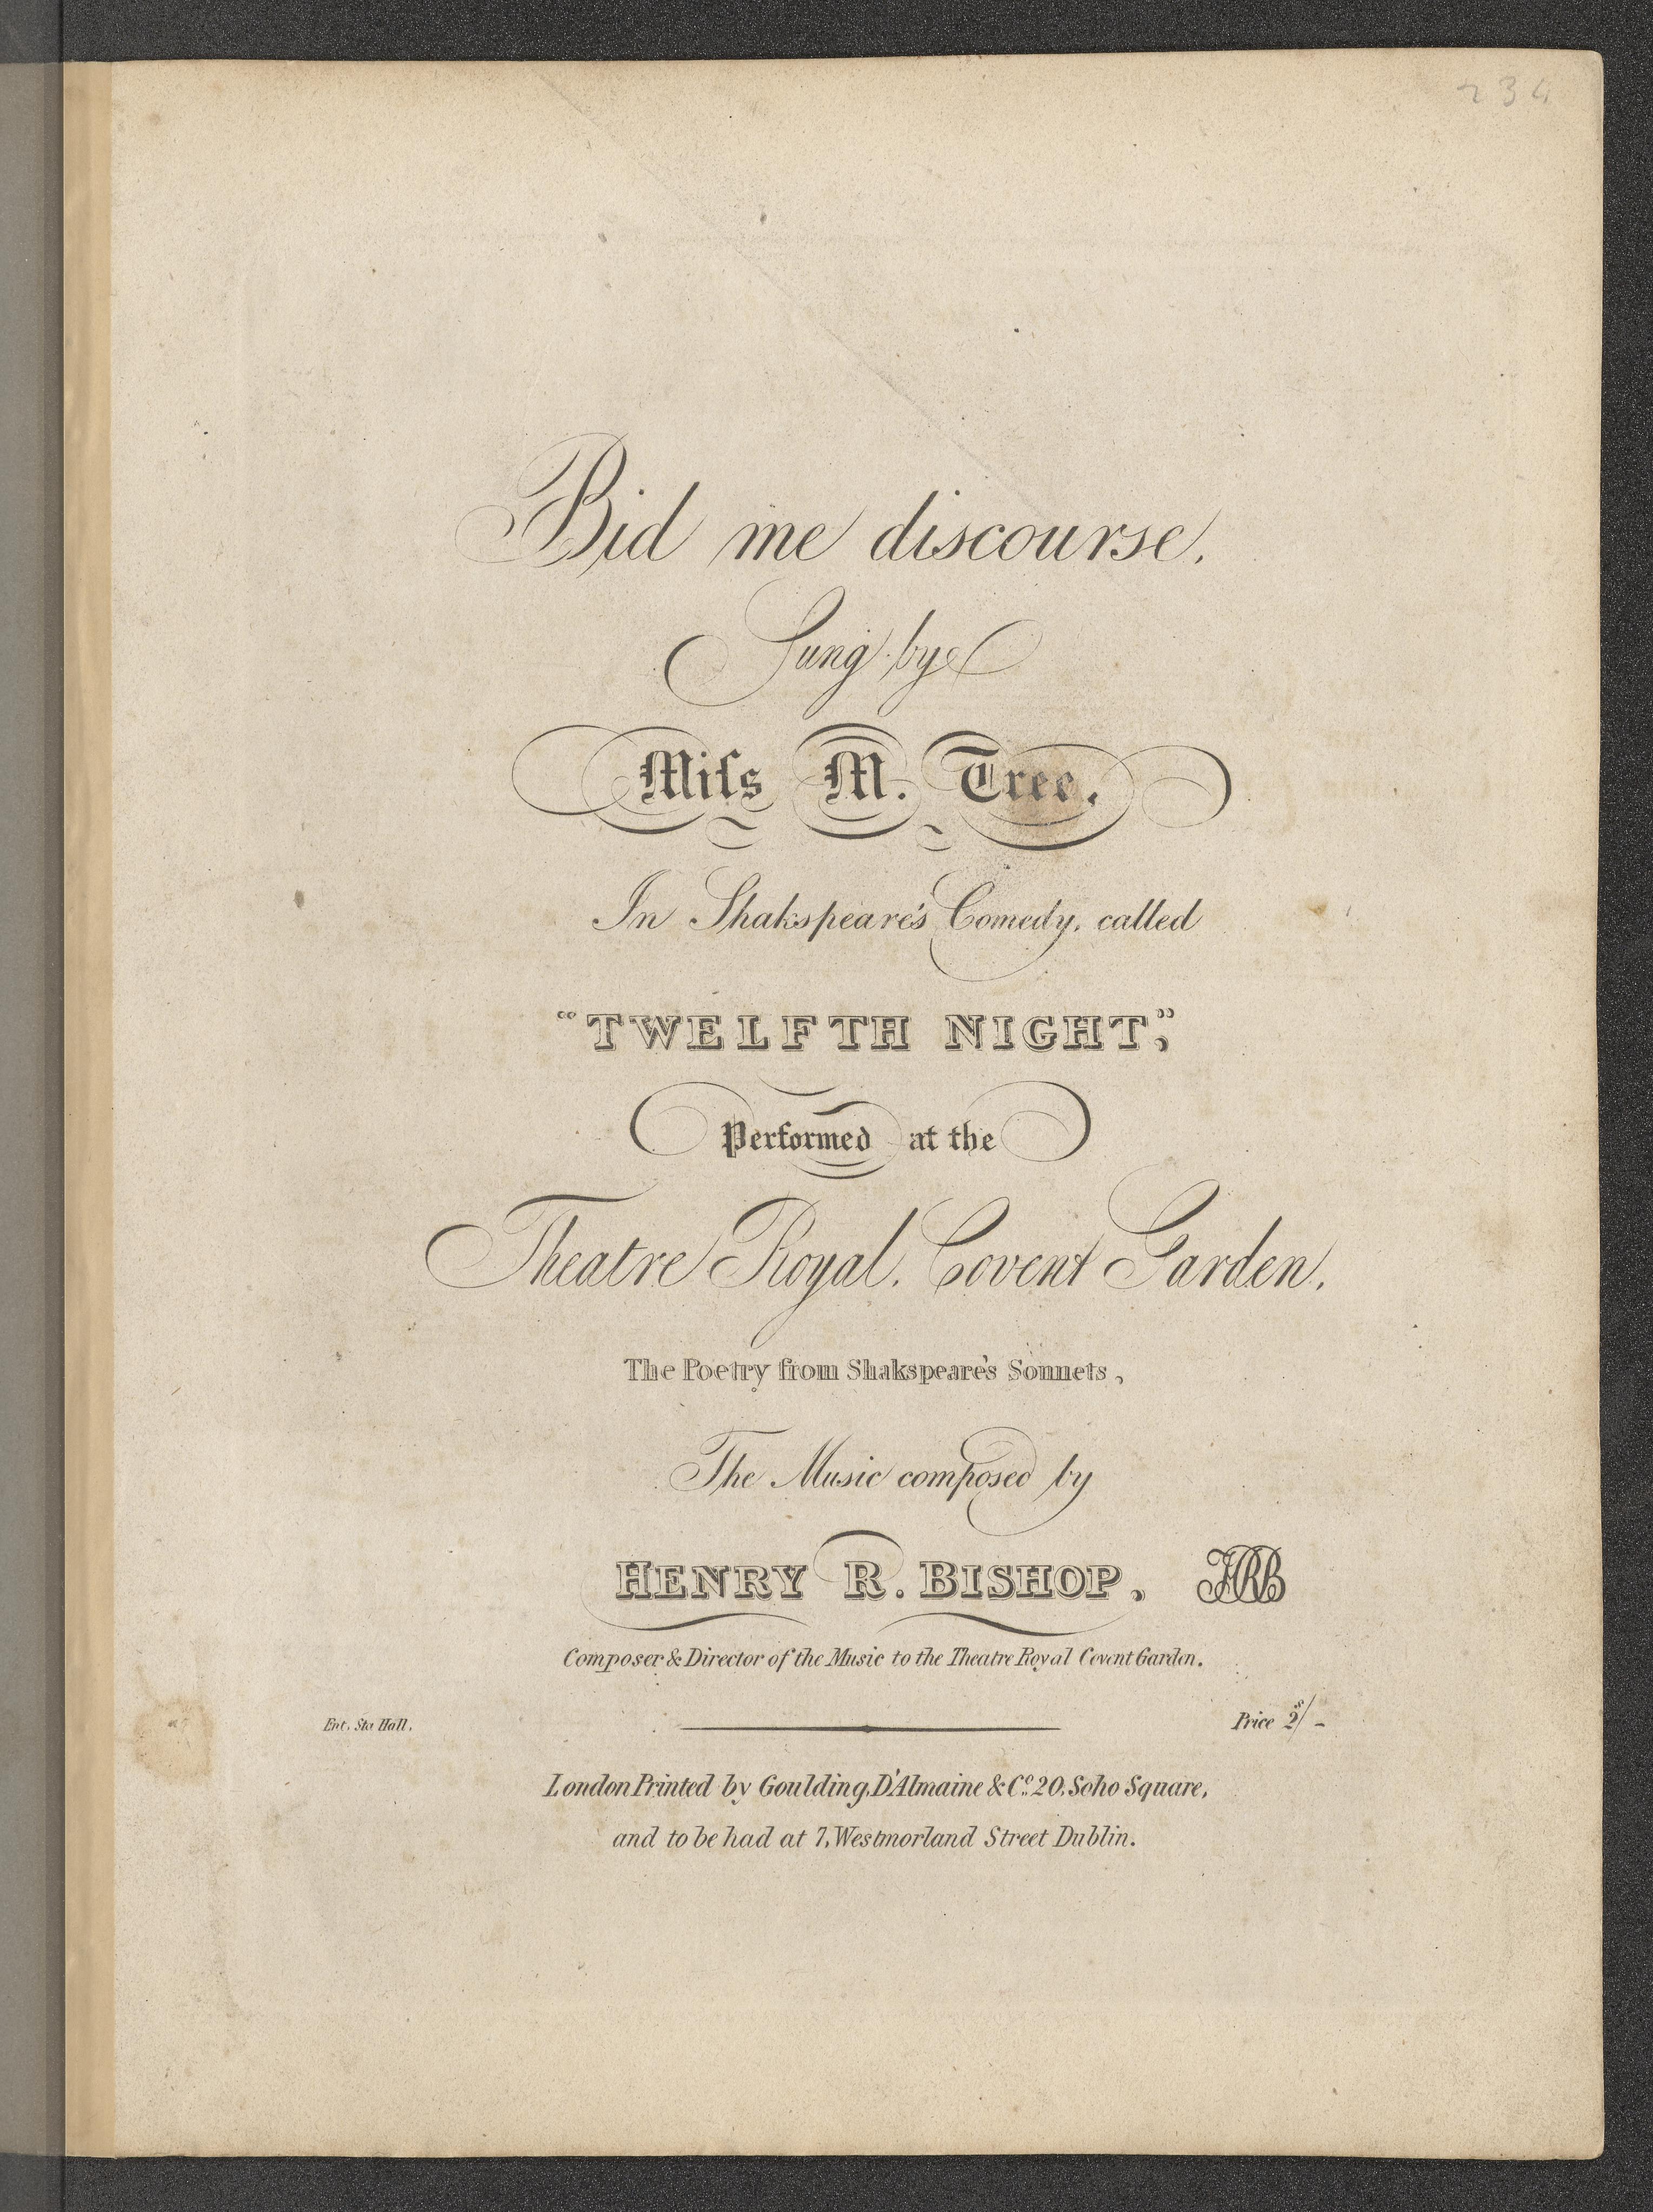 234
Bid me discourse.
Sung by
Miſs M. Tree.
In Shakspeare's Comedy, called
"TWELFTH NIGHT,"
Performed at the
Theatre Royal, Covent Garden.
The Poetry from Shakspeare's Sonnets,
The Music composed by
HENRY R. BISHOP, HRB
Composer & Director of the Music to the Theatre Royal Covent Garden.
Ent. Sta. Hall. Price 2s/-
London Printed by Goulding, D'Almaine & Co. 20, Soho Square,
and to be had at 7, Westmorland Street Dublin.